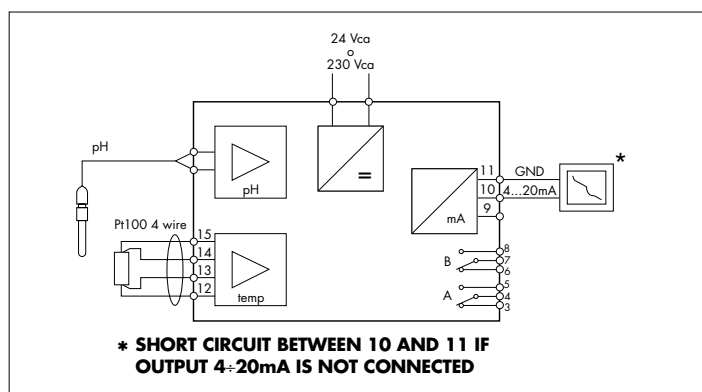 24 Vca
o
230 Vca
pH
pH
=
11 GND
10 4...20mA
9
mA
*
Pt100 4 wire
15
14
13
12
temp
8
B 7
6
5
A 4
3
* SHORT CIRCUIT BETWEEN 10 AND 11 IF
OUTPUT 4÷20mA IS NOT CONNECTED